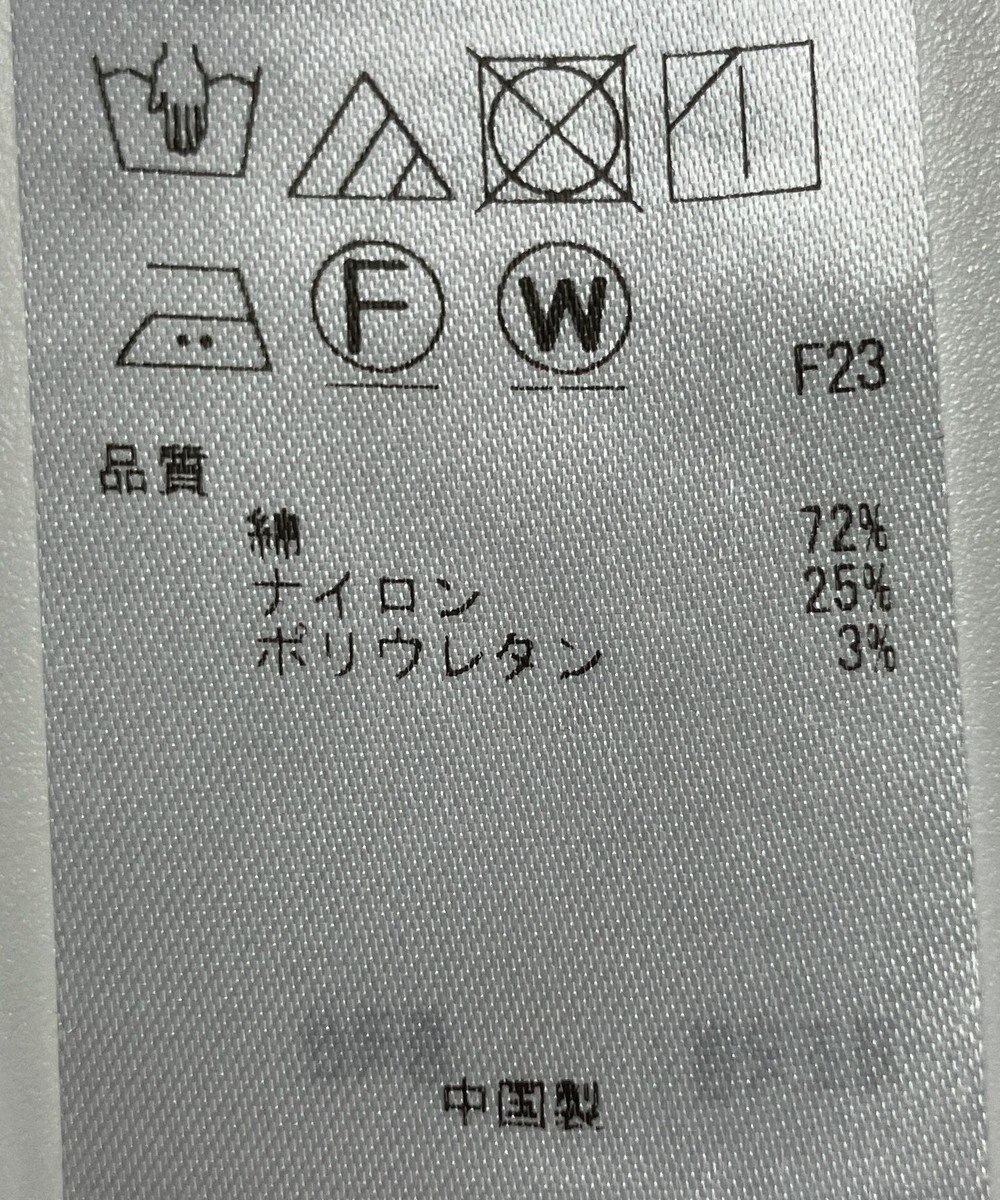 F
W
F23
品質
綿 72%
ナイロン 25%
ポリウレタン 3%
中国製